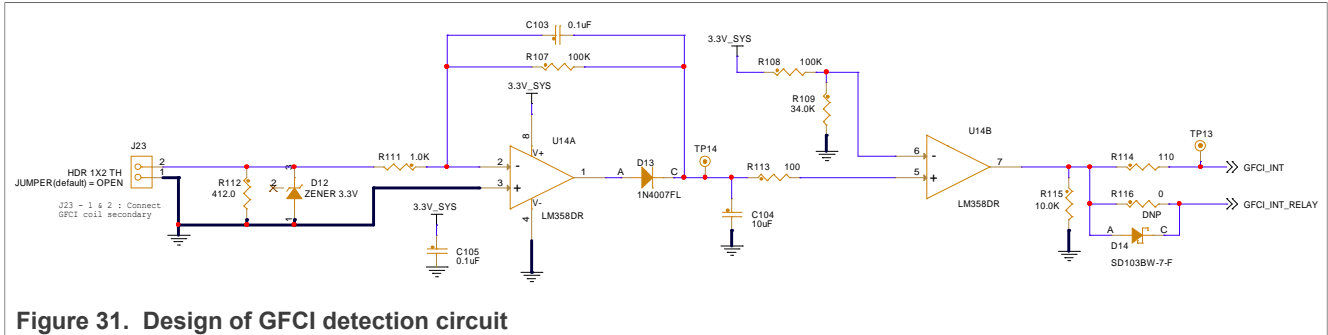 C103 0.1uF
R107 100K
3.3V_SYS
R108 100K
3.3V_SYS
R109
34.0K
J23
2
1
HDR 1X2 TH
JUMPER(default) = OPEN
J23 - 1 & 2 : Connect
GFCI coil secondary
R112
412.0
3
2
1
D12
ZENER 3.3V
R111 1.0K
U14A
8
V+
2
-
3
+
1
V-
4
LM358DR
3.3V_SYS
C105
0.1uF
D13
A
C
1N4007FL
TP14
R113 100
C104
10uF
U14B
6
-
5
+
7
LM358DR
R115
10.0K
R114 110
TP13
GFCI_INT
R116 0
DNP
GFCI_INT_RELAY
A
C
D14
SD103BW-7-F
Figure 31. Design of GFCI detection circuit